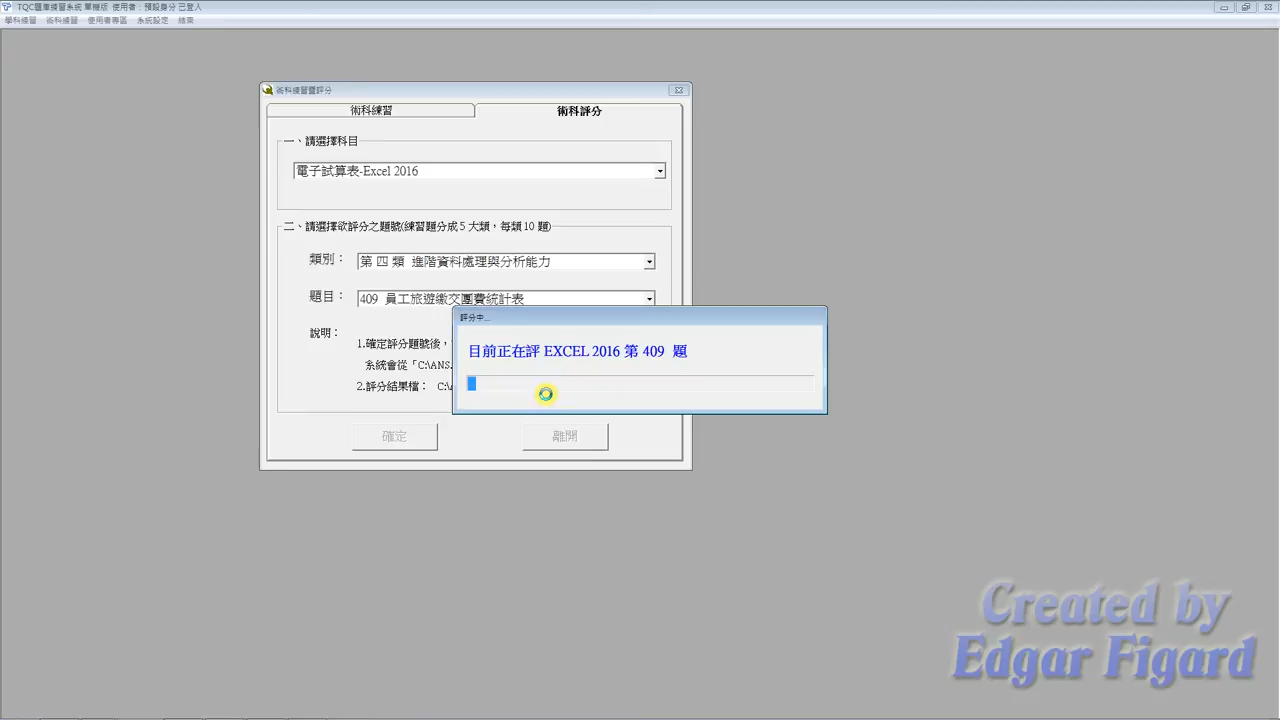 TQC題庫練習系統 單機版 使用者：預設身分 已登入
學科練習 術科練習 使用者專區 系統設定 結束
術科練習暨評分
術科練習 術科評分
一、請選擇科目
電子試算表-Excel 2016
二、請選擇欲評分之題號(練習題分成 5 大類，每類 10 題)
類別： 第 四 類 進階資料處理與分析能力
題目： 409 員工旅遊繳交團費統計表
說明：
1.確定評分題號後，
系統會從「C:\ANS.
2.評分結果檔： C:\
評分中...
目前正在評 EXCEL 2016 第 409 題
確定 離開
Created by
Edgar Figard